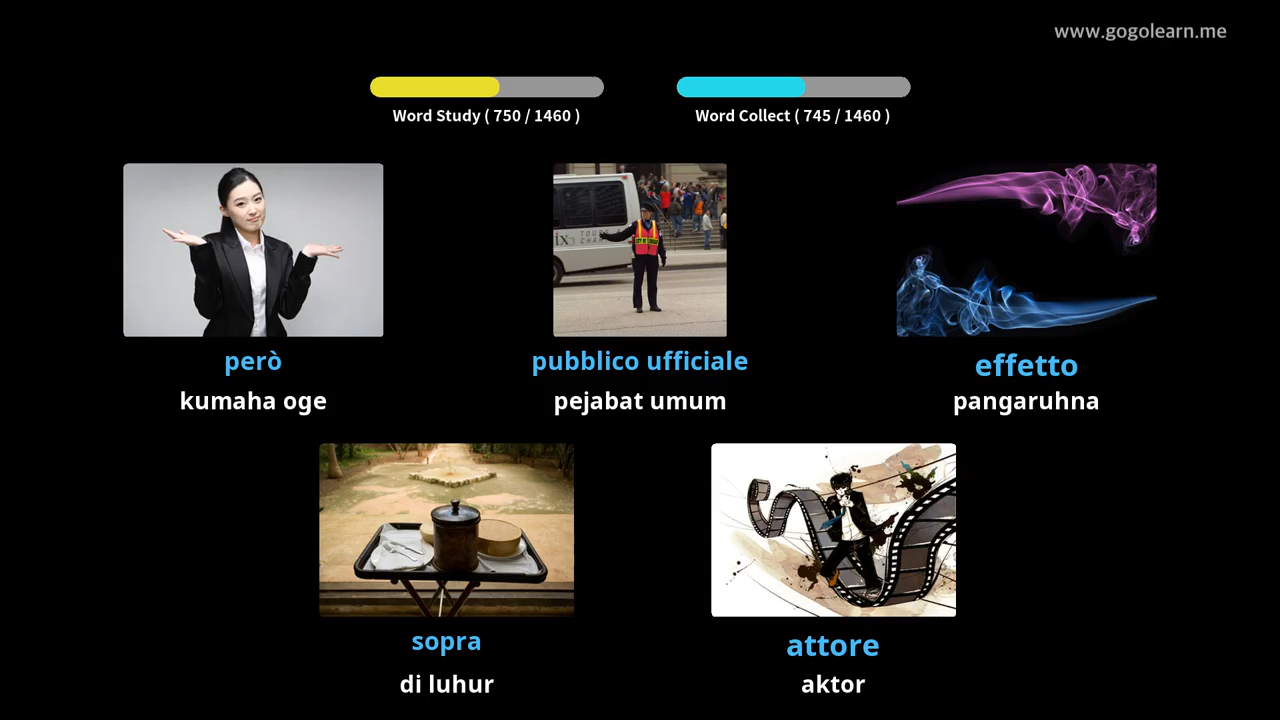 www.gogolearn.me
Word Study ( 750 / 1460 )
Word Collect ( 745 / 1460 )
però
kumaha oge
pubblico ufficiale
pejabat umum
effetto
pangaruhna
sopra
di luhur
attore
aktor